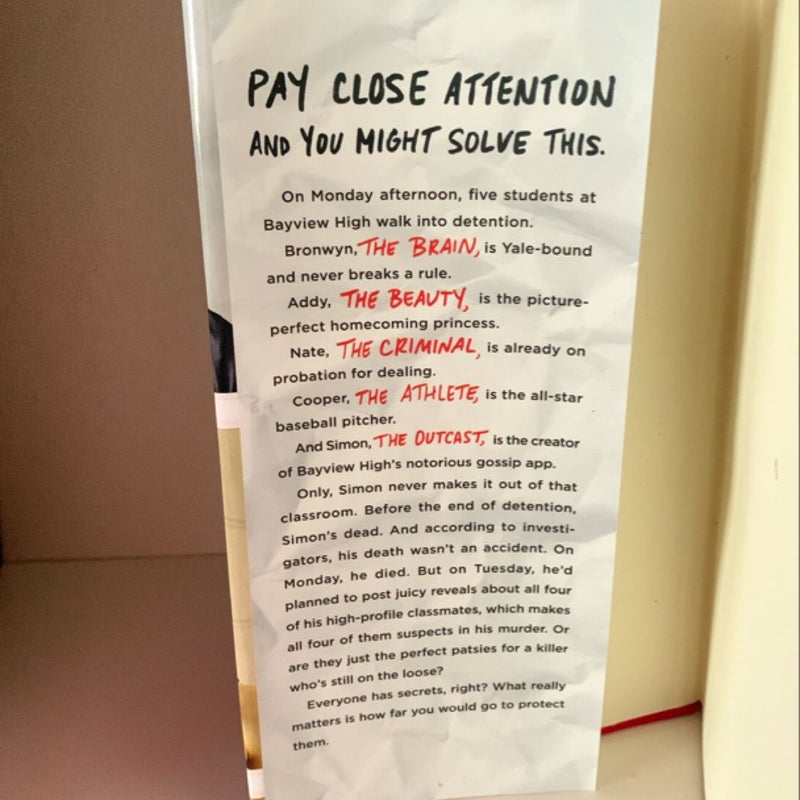 PAY CLOSE ATTENTION
AND YOU MIGHT SOLVE THIS.
On Monday afternoon, five students at
Bayview High walk into detention.
Bronwyn, THE BRAIN, is Yale-bound
and never breaks a rule.
Addy, THE BEAUTY, is the picture-
perfect homecoming princess.
Nate, THE CRIMINAL, is already on
probation for dealing.
Cooper, THE ATHLETE, is the all-star
baseball pitcher.
And Simon, THE OUTCAST, is the creator
of Bayview High's notorious gossip app.
Only, Simon never makes it out of that
classroom. Before the end of detention,
Simon's dead. And according to investi-
gators, his death wasn't an accident. On
Monday, he died. But on Tuesday, he'd
planned to post juicy reveals about all four
of his high-profile classmates, which makes
all four of them suspects in his murder. Or
are they just the perfect patsies for a killer
who's still on the loose?
Everyone has secrets, right? What really
matters is how far you would go to protect
them.